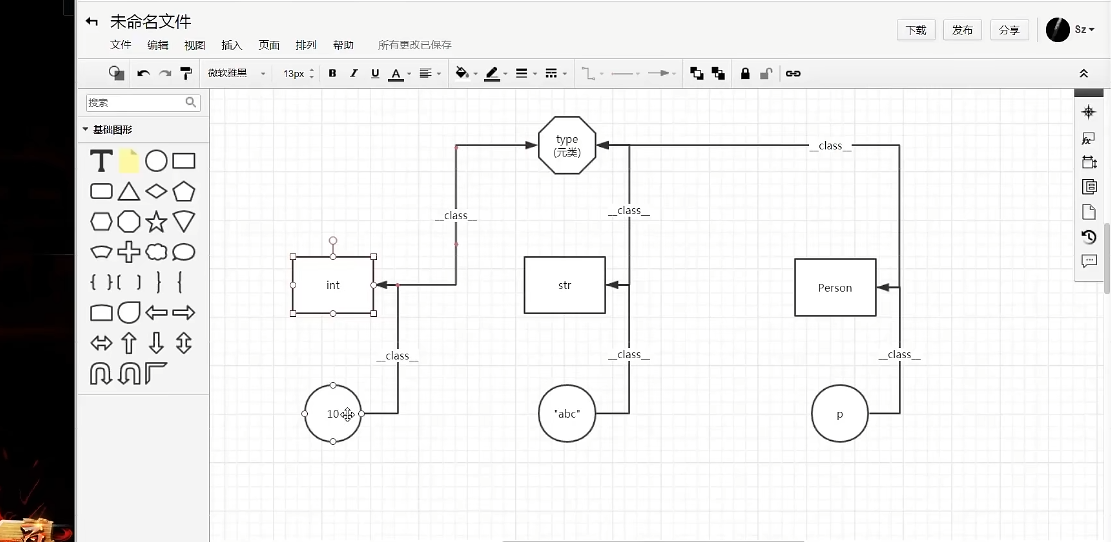 未命名文件
文件 编辑 视图 插入 页面 排列 帮助 所有更改已保存
下载 发布 分享 Sz
微软雅黑 13px B I U A
搜索
基础图形
type
(元类)
__class__
__class__
__class__
int
str
Person
__class__
__class__
__class__
10
"abc"
p